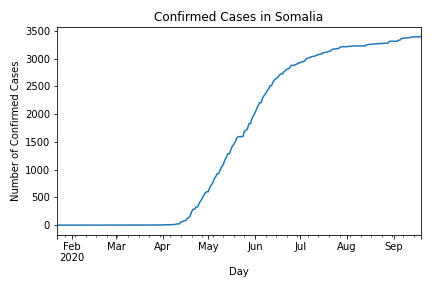 Confirmed Cases in Somalia
Number of Confirmed Cases
3500
3000
2500
2000
1500
1000
500
0
Feb Mar Apr May Jun Jul Aug Sep
2020
Day